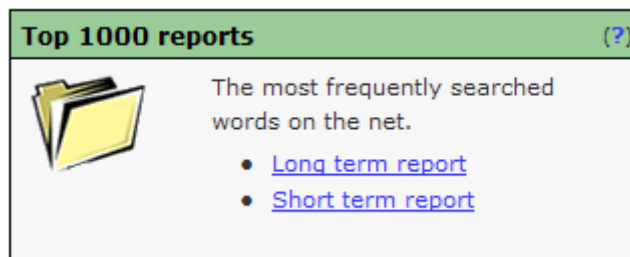 Top 1000 reports (?)
The most frequently searched
words on the net.
• Long term report
• Short term report